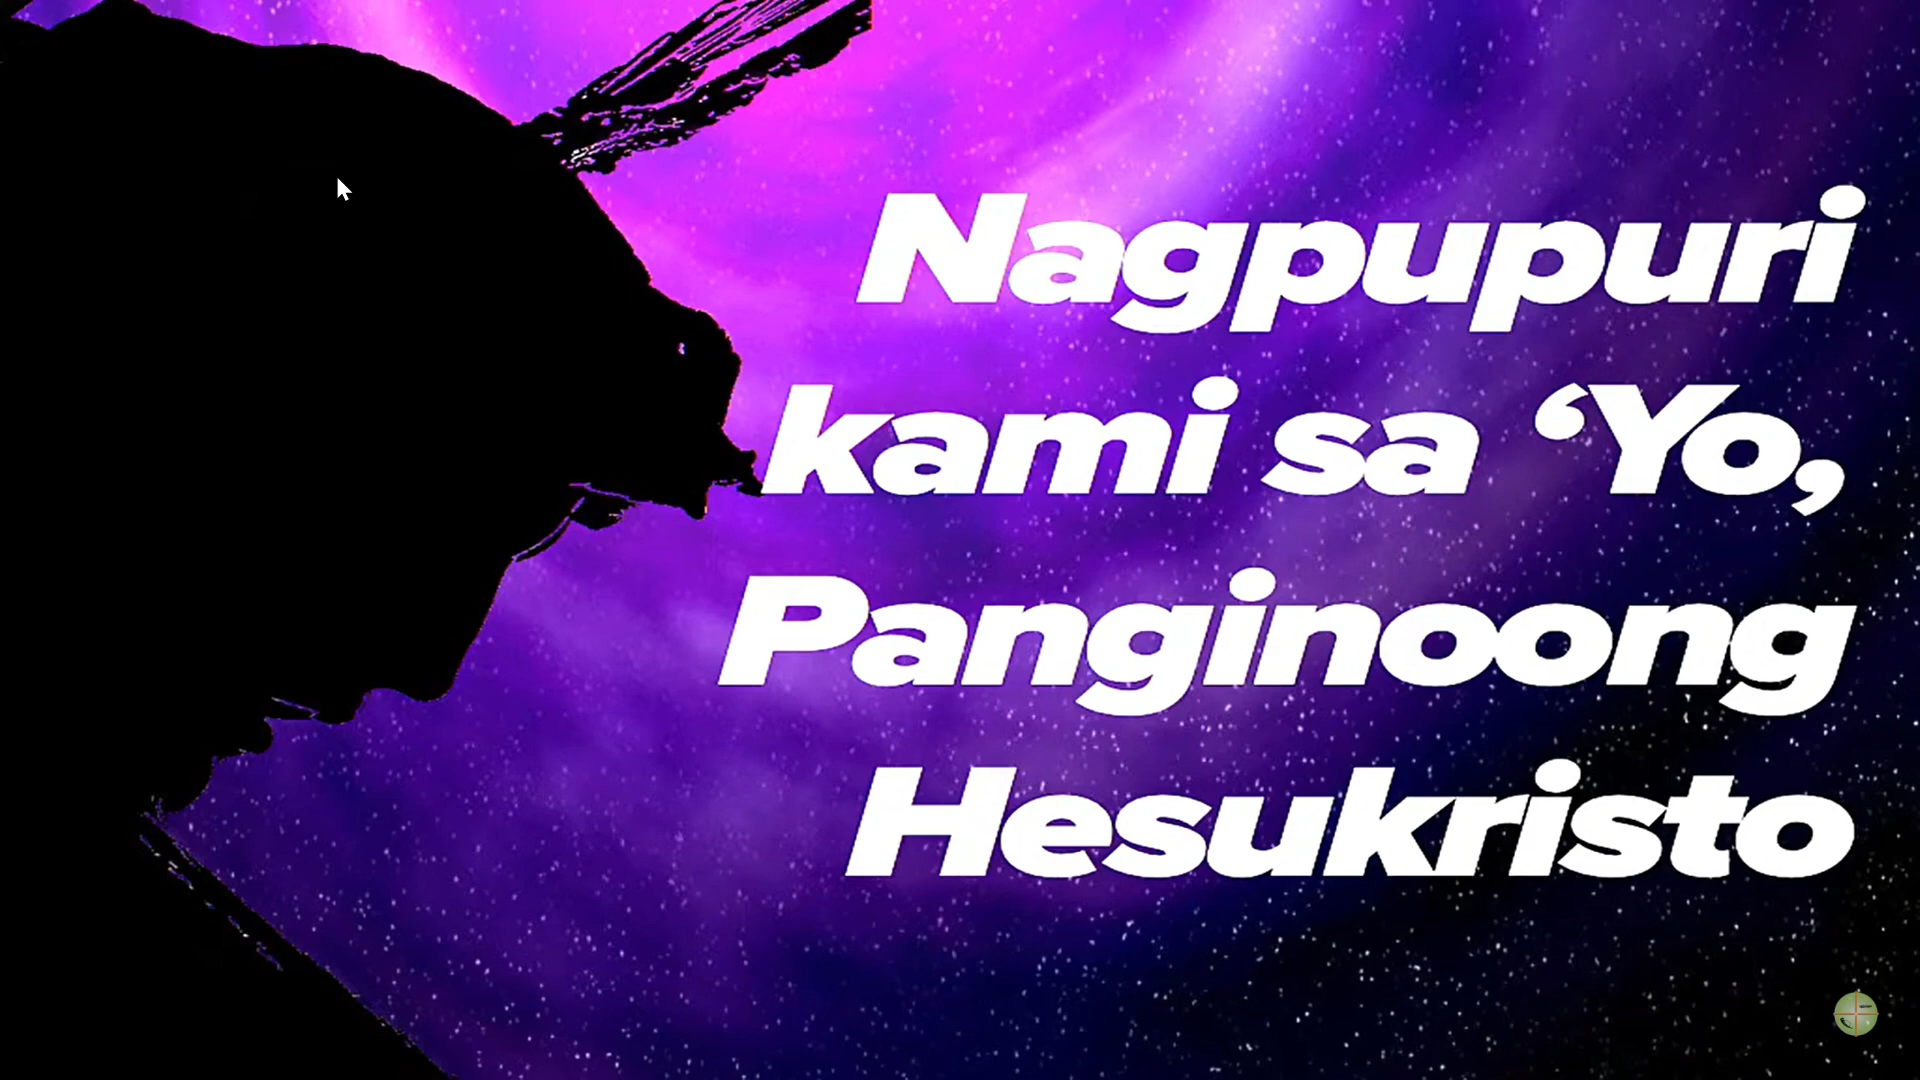 Nagpupuri
kami sa ‘Yo,
Panginoong
Hesukristo